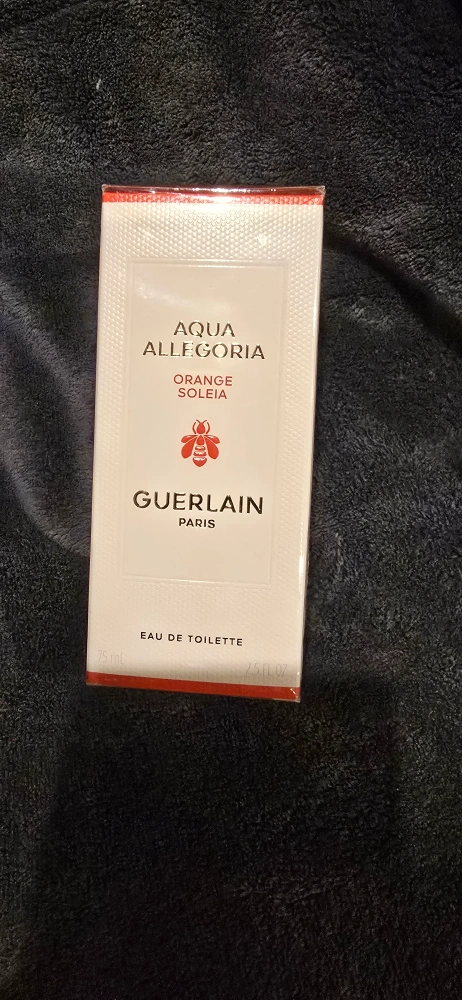 AQUA
ALLEGORIA
ORANGE
SOLEIA
GUERLAIN
PARIS
EAU DE TOILETTE
75 mL 2.5 FL.OZ